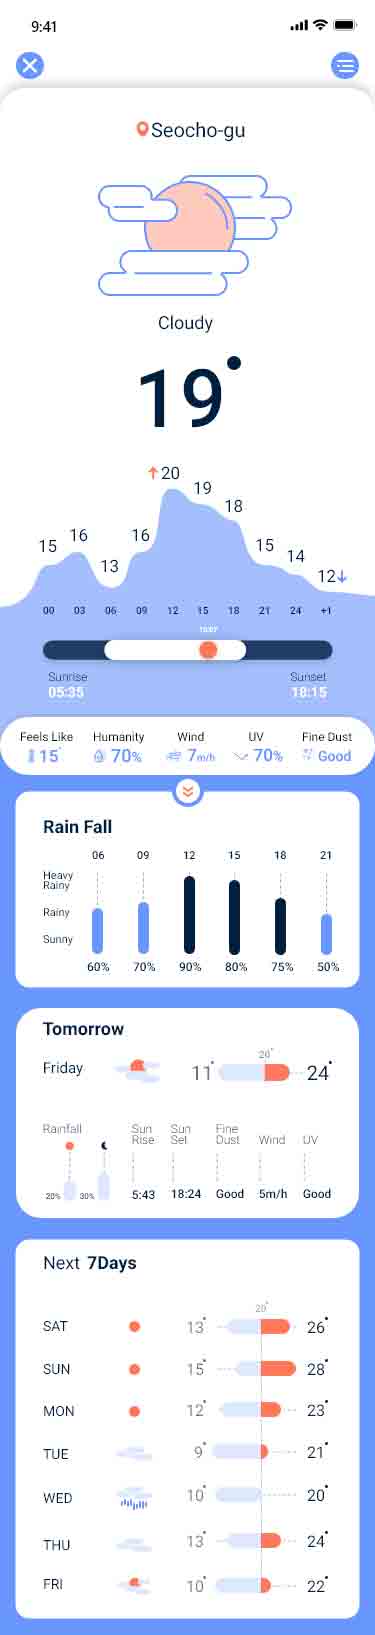 9:41
Seocho-gu
Cloudy
19°
↑20
19
18
16
16
15
15
14
13
12↓
00 03 06 09 12 15 18 21 24 +1
Sunrise Sunset
05:35 18:15
Feels Like Humanity Wind UV Fine Dust
15° 70% 7m/h 70% Good
Rain Fall
06 09 12 15 18 21
Heavy
Rainy
Rainy
Sunny
60% 70% 90% 80% 75% 50%
Tomorrow
20°
Friday 11° 24°
Rainfall Sun Rise Sun Set Fine Dust Wind UV
20% 30% 5:43 18:24 Good 5m/h Good
Next 7Days
20°
SAT 13° 26°
SUN 15° 28°
MON 12° 23°
TUE 9° 21°
WED 10° 20°
THU 13° 24°
FRI 10° 22°